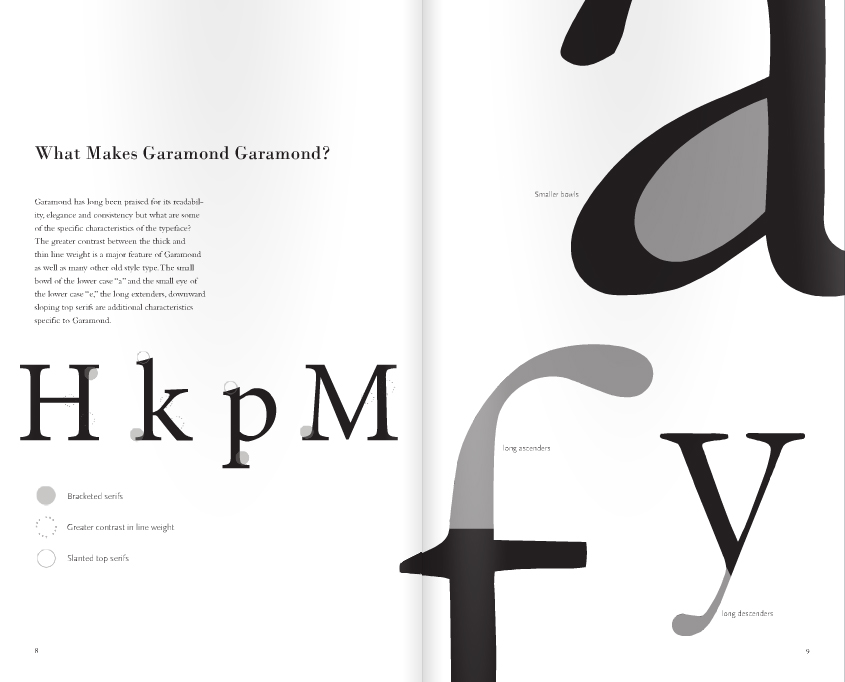 What Makes Garamond Garamond?
Garamond has long been praised for its readabil-
ity, elegance and consistency but what are some
of the specific characteristics of the typeface?
The greater contrast between the thick and
thin line weight is a major feature of Garamond
as well as many other old style type. The small
bowl of the lower case “a” and the small eye of
the lower case “e,” the long extenders, downward
sloping top serifs are additional characteristics
specific to Garamond.
H k p M
Bracketed serifs
Greater contrast in line weight
Slanted top serifs
8
a
Smaller bowls
f
long ascenders
y
long descenders
9